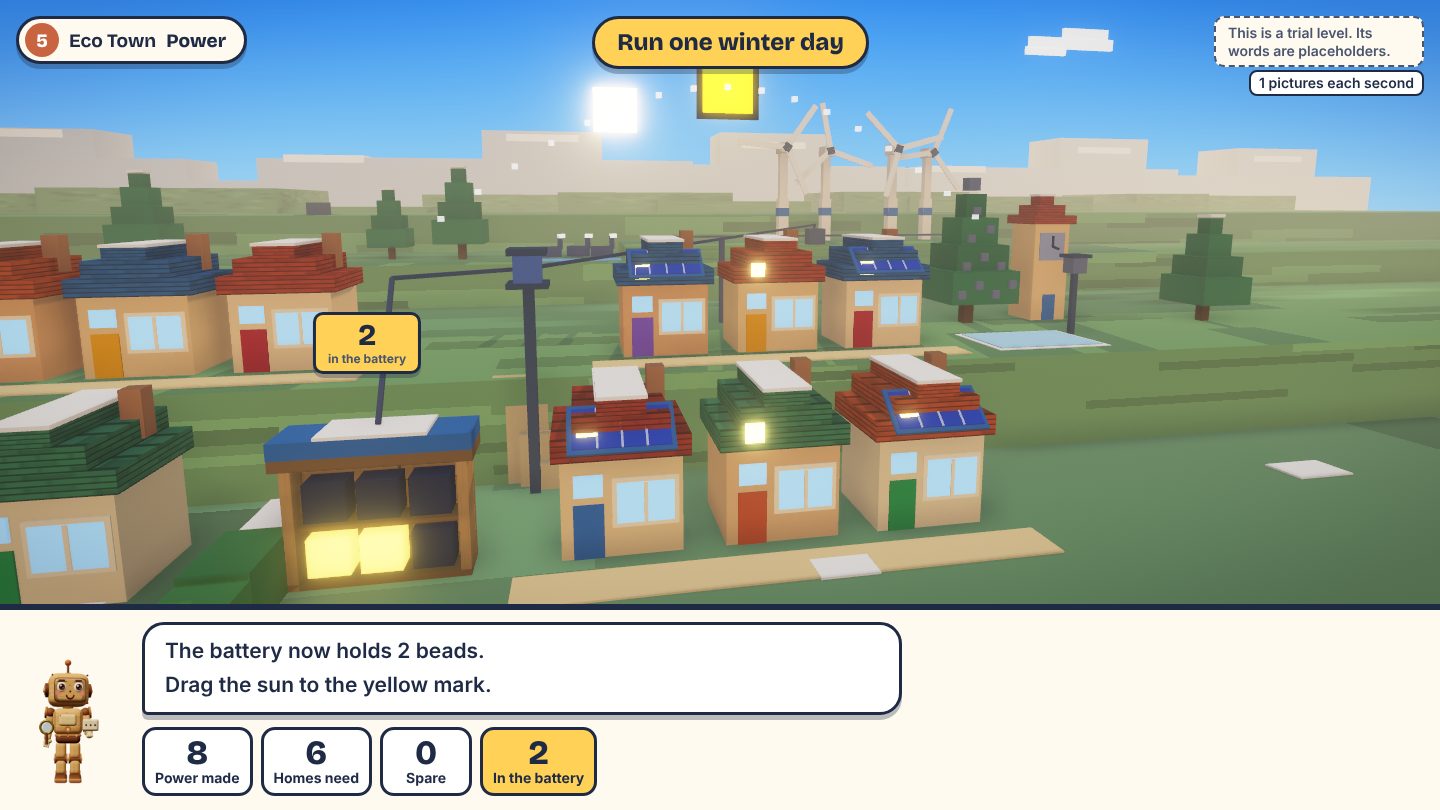 5 Eco Town Power
Run one winter day
This is a trial level. Its
words are placeholders.
1 pictures each second
2
in the battery
The battery now holds 2 beads.
Drag the sun to the yellow mark.
8
Power made
6
Homes need
0
Spare
2
In the battery